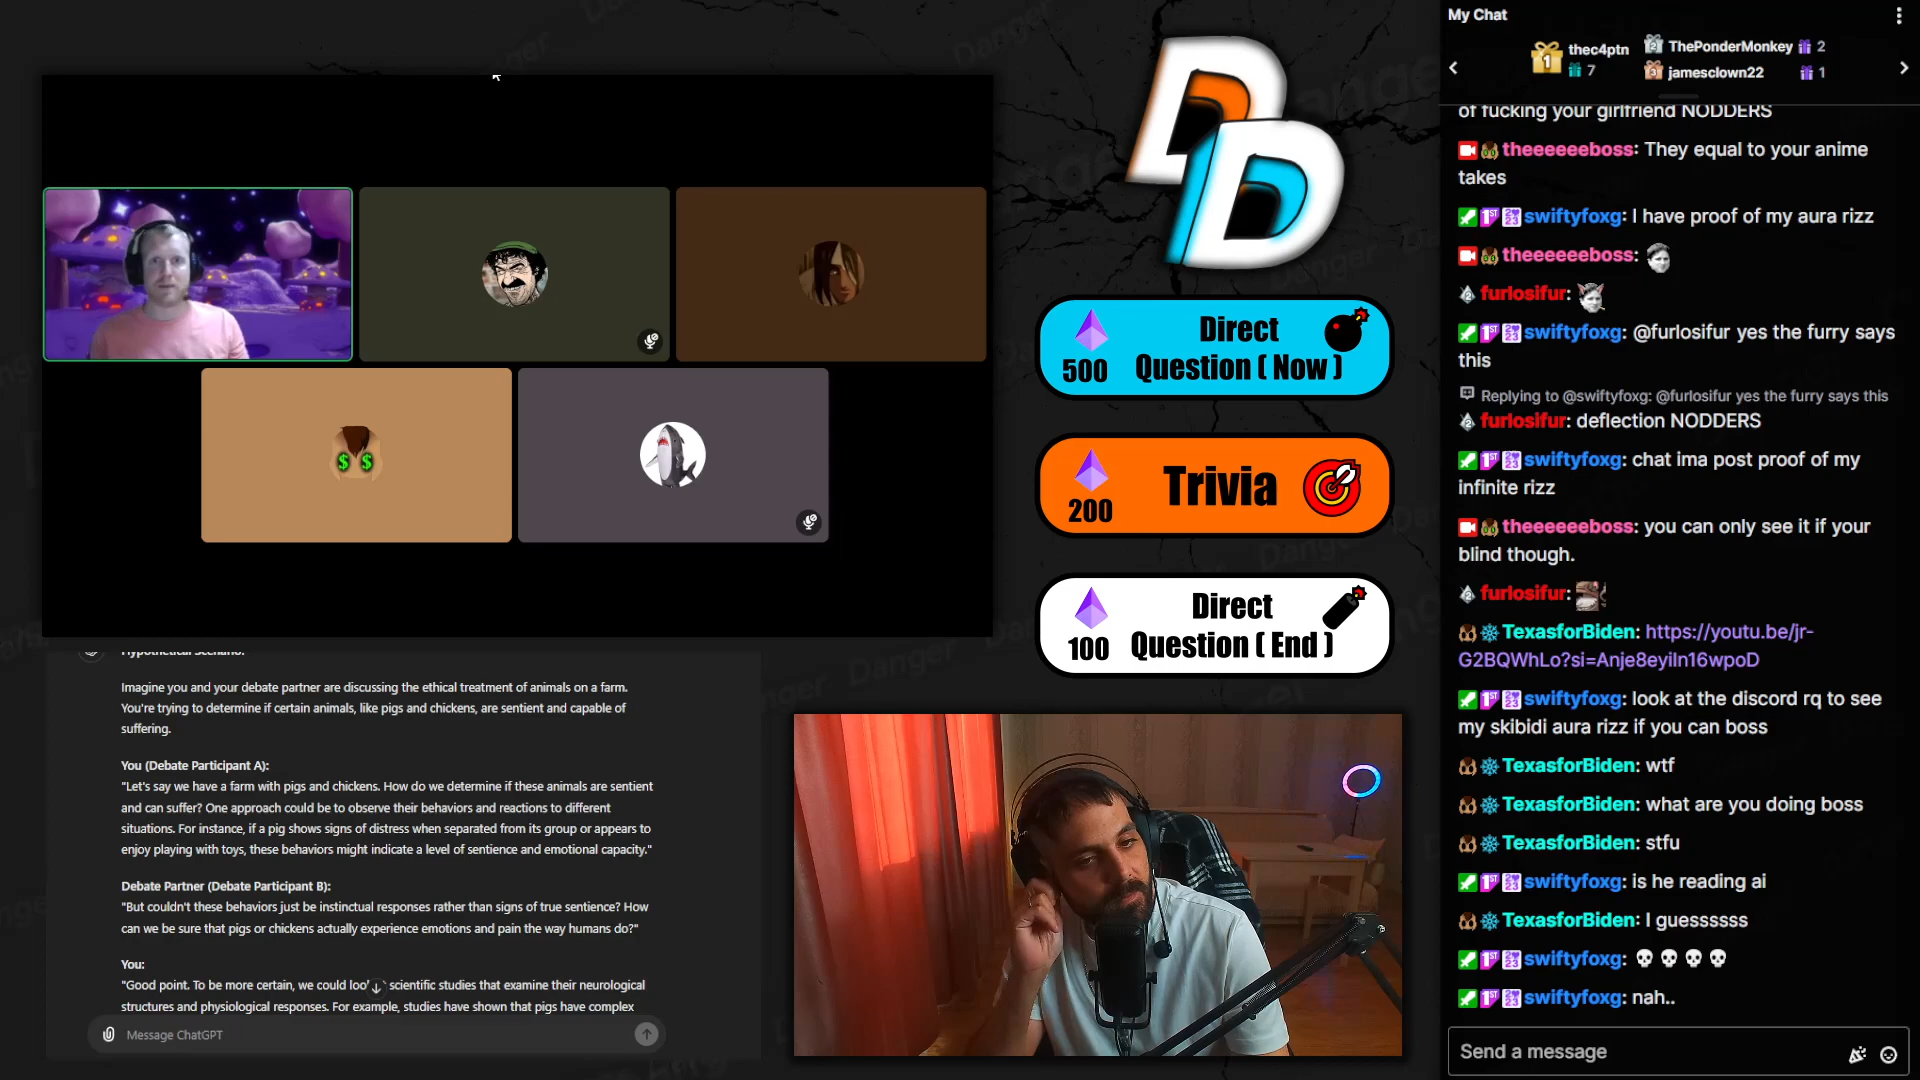 My Chat
1
thec4ptn
7
2
ThePonderMonkey 2
3
jamesclown22 1
of fucking your girlfriend NODDERS
theeeeeeboss: They equal to your anime
takes
swiftyfoxg: I have proof of my aura rizz
theeeeeeboss:
furlosifur:
swiftyfoxg: @furlosifur yes the furry says
this
Replying to @swiftyfoxg: @furlosifur yes the furry says this
furlosifur: deflection NODDERS
swiftyfoxg: chat ima post proof of my
infinite rizz
theeeeeeboss: you can only see it if your
blind though.
furlosifur:
TexasforBiden: https://youtu.be/jr-
G2BQWhLo?si=Anje8eyiIn16wpoD
swiftyfoxg: look at the discord rq to see
my skibidi aura rizz if you can boss
TexasforBiden: wtf
TexasforBiden: what are you doing boss
TexasforBiden: stfu
swiftyfoxg: is he reading ai
TexasforBiden: I guessssss
swiftyfoxg: 💀 💀 💀 💀
swiftyfoxg: nah..
Send a message
DD
500
Direct
Question ( Now )
200
Trivia
100
Direct
Question ( End )
$ $
Hypothetical Scenario:
Imagine you and your debate partner are discussing the ethical treatment of animals on a farm.
You're trying to determine if certain animals, like pigs and chickens, are sentient and capable of
suffering.
You (Debate Participant A):
"Let's say we have a farm with pigs and chickens. How do we determine if these animals are sentient
and can suffer? One approach could be to observe their behaviors and reactions to different
situations. For instance, if a pig shows signs of distress when separated from its group or appears to
enjoy playing with toys, these behaviors might indicate a level of sentience and emotional capacity."
Debate Partner (Debate Participant B):
"But couldn't these behaviors just be instinctual responses rather than signs of true sentience? How
can we be sure that pigs or chickens actually experience emotions and pain the way humans do?"
You:
"Good point. To be more certain, we could scientific studies that examine their neurological
structures and physiological responses. For example, studies have shown that pigs have complex
Message ChatGPT